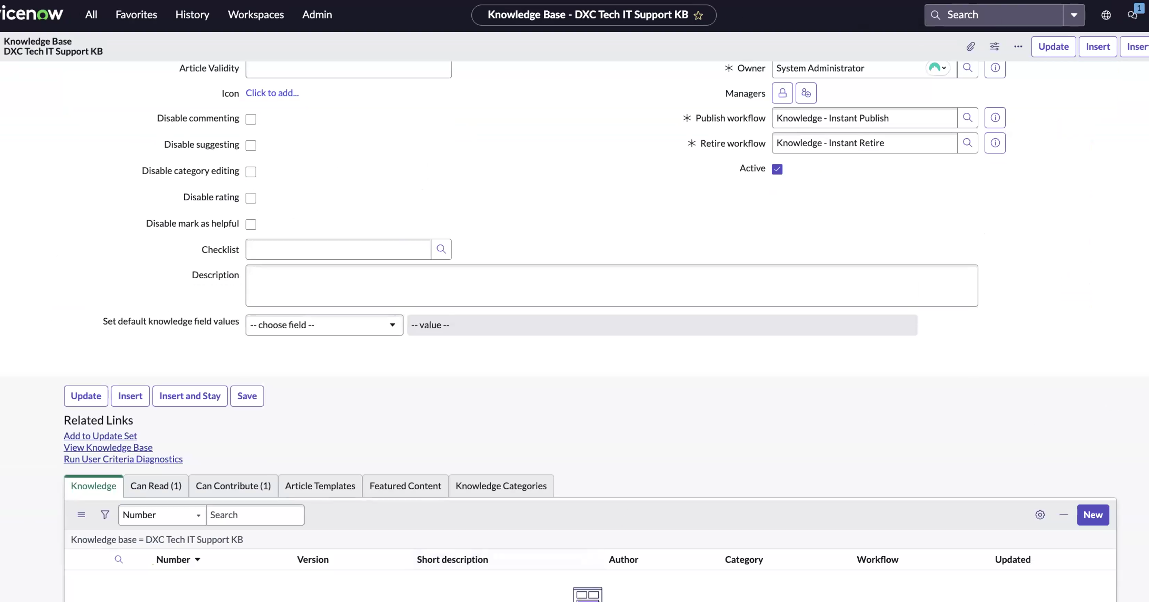 vicenow All Favorites History Workspaces Admin Knowledge Base - DXC Tech IT Support KB Search 1
Knowledge Base
DXC Tech IT Support KB
Update Insert Inser
Article Validity
* Owner System Administrator
Icon Click to add...
Managers
Disable commenting
* Publish workflow Knowledge - Instant Publish
Disable suggesting
* Retire workflow Knowledge - Instant Retire
Disable category editing
Active
Disable rating
Disable mark as helpful
Checklist
Description
Set default knowledge field values -- choose field -- -- value --
Update Insert Insert and Stay Save
Related Links
Add to Update Set
View Knowledge Base
Run User Criteria Diagnostics
Knowledge Can Read (1) Can Contribute (1) Article Templates Featured Content Knowledge Categories
Number Search New
Knowledge base = DXC Tech IT Support KB
Number Version Short description Author Category Workflow Updated